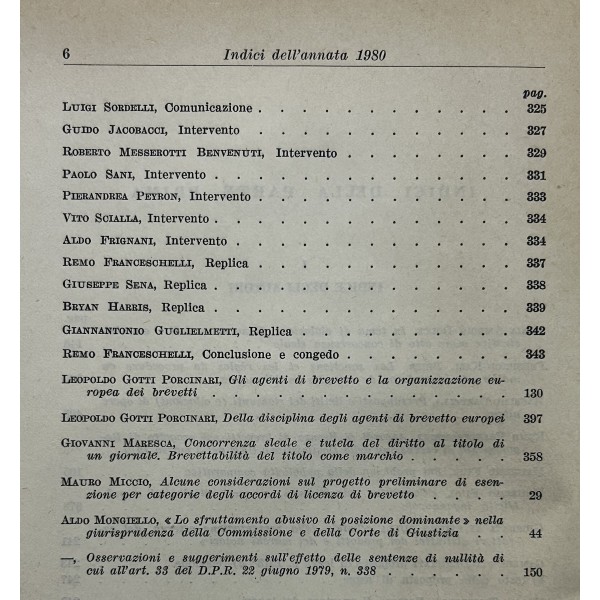 6 Indici dell'annata 1980
pag.
LUIGI SORDELLI, Comunicazione . . . . . . . . . . . . 325
GUIDO JACOBACCI, Intervento . . . . . . . . . . . . 327
ROBERTO MESSEROTTI BENVENUTI, Intervento . . . . . . . . 329
PAOLO SANI, Intervento . . . . . . . . . . . . . 331
PIERANDREA PEYRON, Intervento . . . . . . . . . . . . 333
VITO SCIALLA, Intervento . . . . . . . . . . . . . 334
ALDO FRIGNANI, Intervento . . . . . . . . . . . . . 334
REMO FRANCESCHELLI, Replica . . . . . . . . . . . . 337
GIUSEPPE SENA, Replica . . . . . . . . . . . . . 338
BRYAN HARRIS, Replica . . . . . . . . . . . . . 339
GIANNANTONIO GUGLIELMETTI, Replica . . . . . . . . . . 342
REMO FRANCESCHELLI, Conclusione e congedo . . . . . . . . 343
LEOPOLDO GOTTI PORCINARI, Gli agenti di brevetto e la organizzazione eu-
ropea dei brevetti . . . . . . . . . . . . . . 130
LEOPOLDO GOTTI PORCINARI, Della disciplina degli agenti di brevetto europei 397
GIOVANNI MARESCA, Concorrenza sleale e tutela del diritto al titolo di
un giornale. Brevettabilità del titolo come marchio . . . . . 358
MAURO MICCIO, Alcune considerazioni sul progetto preliminare di esen-
zione per categorie degli accordi di licenza di brevetto . . . . 29
ALDO MONGIELLO, « Lo sfruttamento abusivo di posizione dominante » nella
giurisprudenza della Commissione e della Corte di Giustizia . . 44
—, Osservazioni e suggerimenti sull'effetto delle sentenze di nullità di
cui all'art. 33 del D.P.R. 22 giugno 1979, n. 338 . . . . . . 150